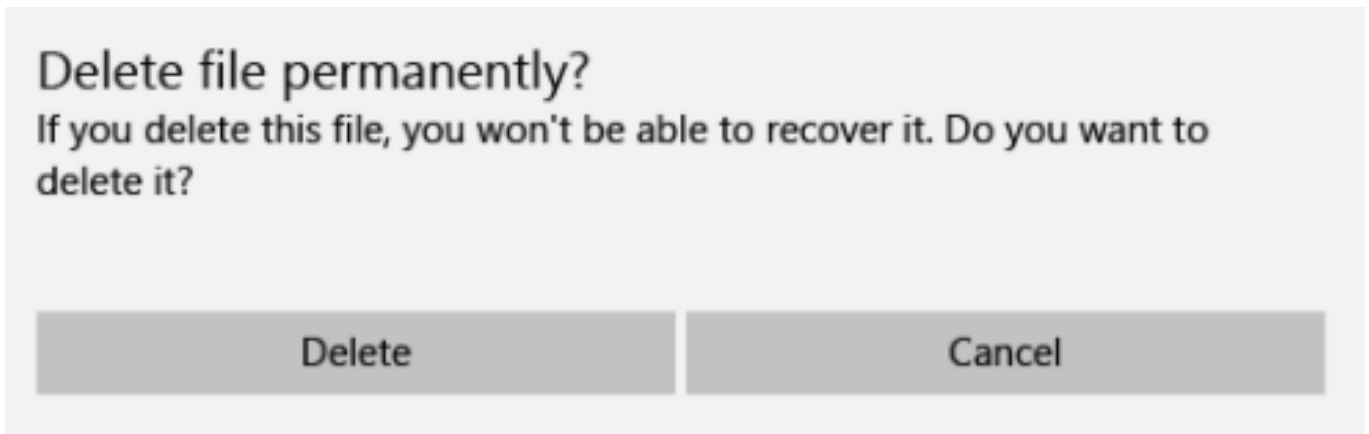 Delete file permanently?
If you delete this file, you won't be able to recover it. Do you want to
delete it?
Delete
Cancel